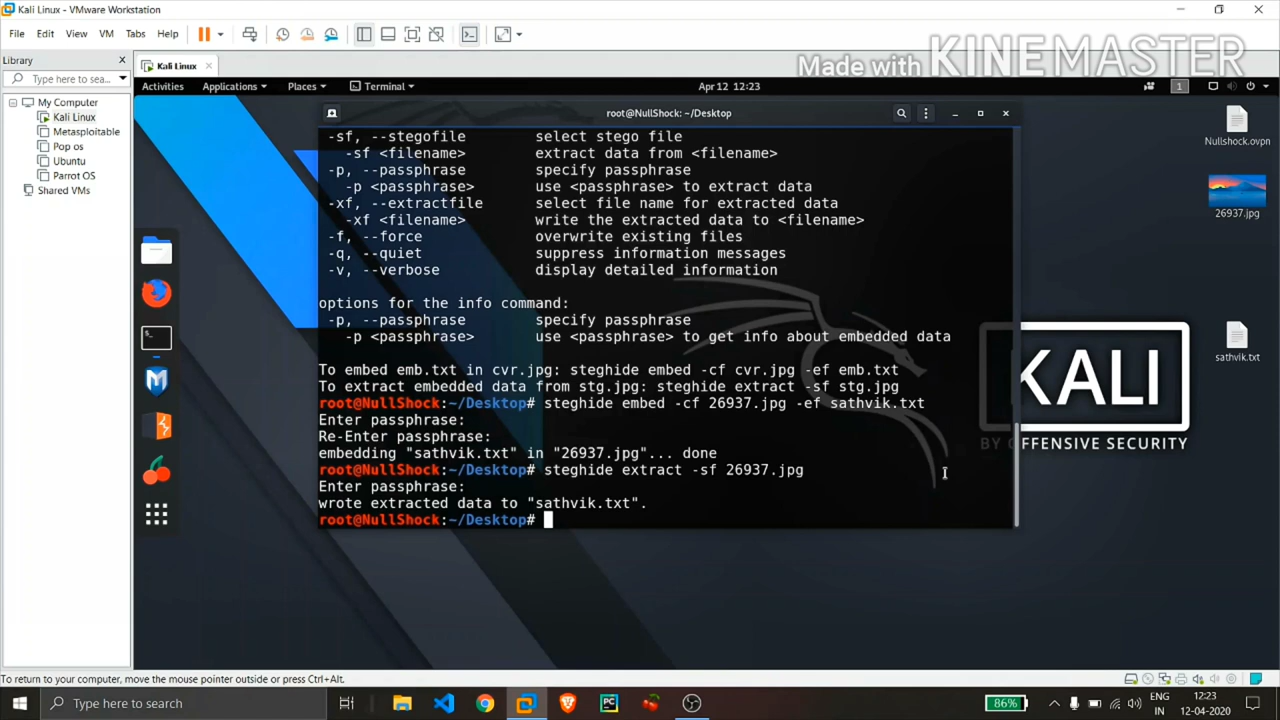 Kali Linux - VMware Workstation
File Edit View VM Tabs Help
Made with KINEMASTER
Library
Type here to sea...
Kali Linux
My Computer
Kali Linux
Metasploitable
Pop os
Ubuntu
Parrot OS
Shared VMs
Activities Applications Places Terminal Apr 12 12:23 1
root@NullShock: ~/Desktop
-sf, --stegofile select stego file
-sf <filename> extract data from <filename>
-p, --passphrase specify passphrase
-p <passphrase> use <passphrase> to extract data
-xf, --extractfile select file name for extracted data
-xf <filename> write the extracted data to <filename>
-f, --force overwrite existing files
-q, --quiet suppress information messages
-v, --verbose display detailed information
options for the info command:
-p, --passphrase specify passphrase
-p <passphrase> use <passphrase> to get info about embedded data
To embed emb.txt in cvr.jpg: steghide embed -cf cvr.jpg -ef emb.txt
To extract embedded data from stg.jpg: steghide extract -sf stg.jpg
root@NullShock:~/Desktop# steghide embed -cf 26937.jpg -ef sathvik.txt
Enter passphrase:
Re-Enter passphrase:
embedding "sathvik.txt" in "26937.jpg"... done
root@NullShock:~/Desktop# steghide extract -sf 26937.jpg
Enter passphrase:
wrote extracted data to "sathvik.txt".
root@NullShock:~/Desktop#
Nullshock.ovpn
26937.jpg
sathvik.txt
KALI
BY OFFENSIVE SECURITY
To return to your computer, move the mouse pointer outside or press Ctrl+Alt.
Type here to search
PC
86%
ENG
IN
12:23
12-04-2020